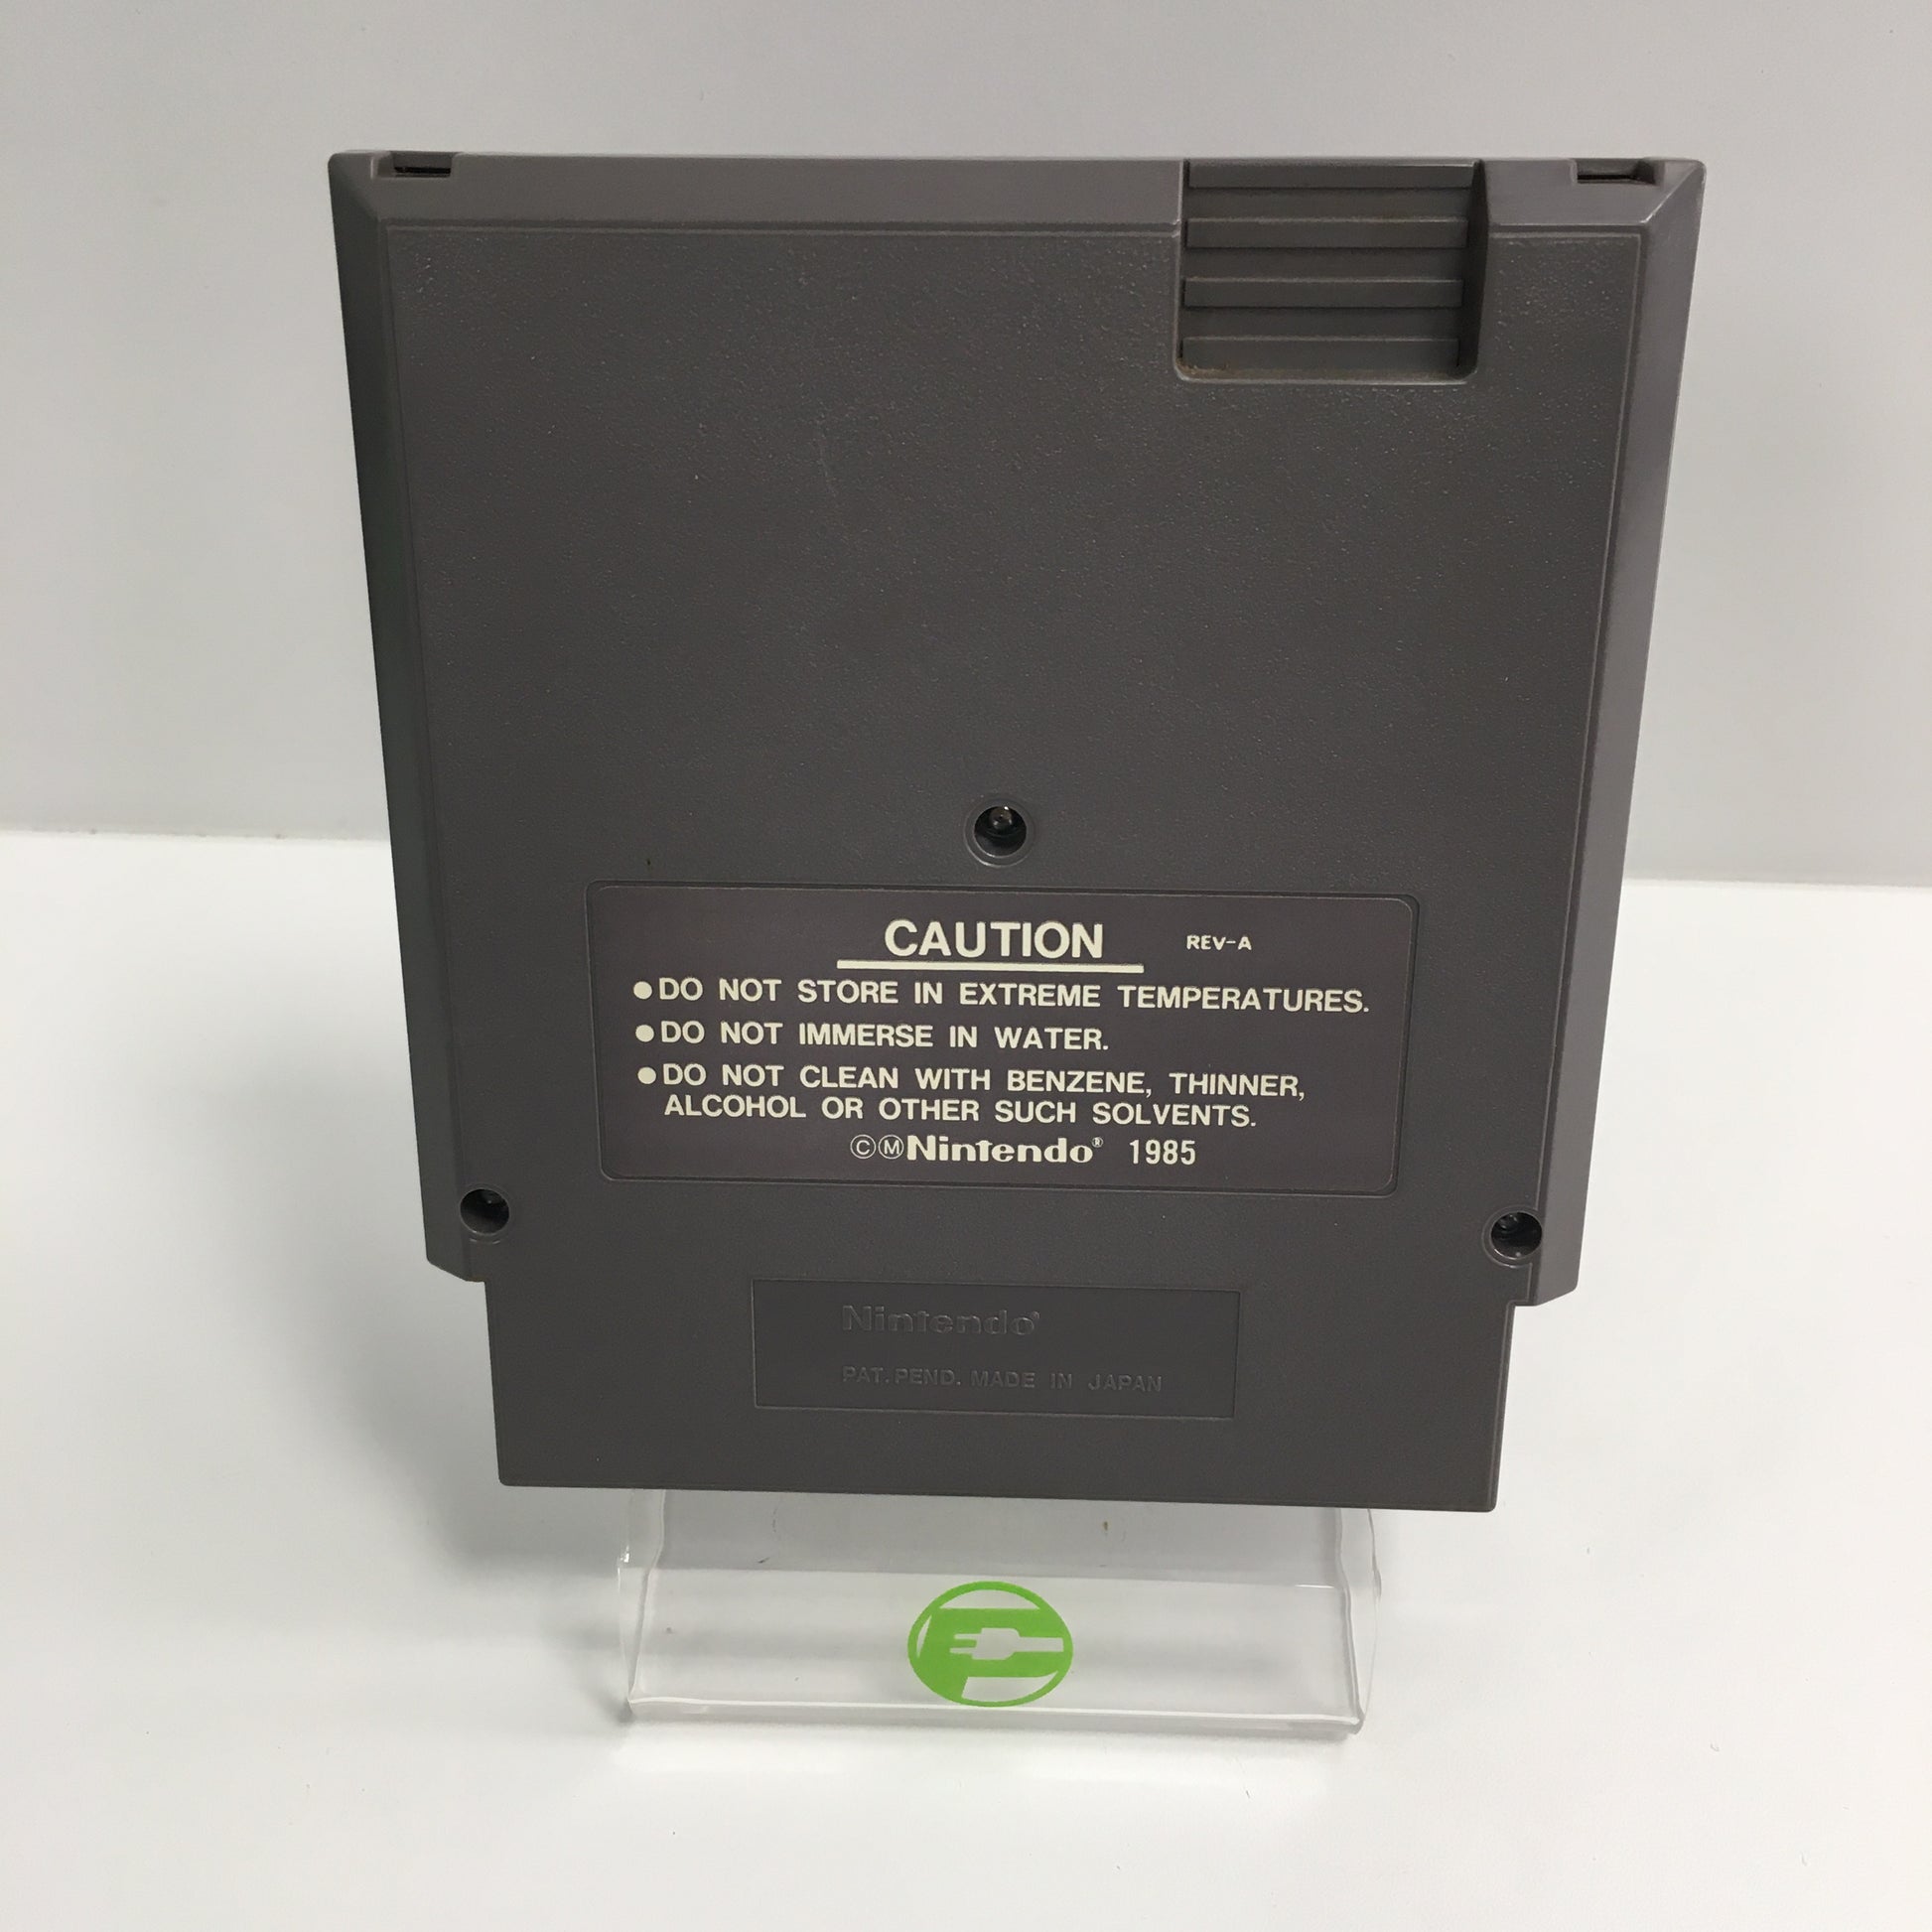 CAUTION REV-A
●DO NOT STORE IN EXTREME TEMPERATURES.
●DO NOT IMMERSE IN WATER.
●DO NOT CLEAN WITH BENZENE, THINNER,
ALCOHOL OR OTHER SUCH SOLVENTS.
©ⓂNintendo® 1985
Nintendo®
PAT. PEND. MADE IN JAPAN